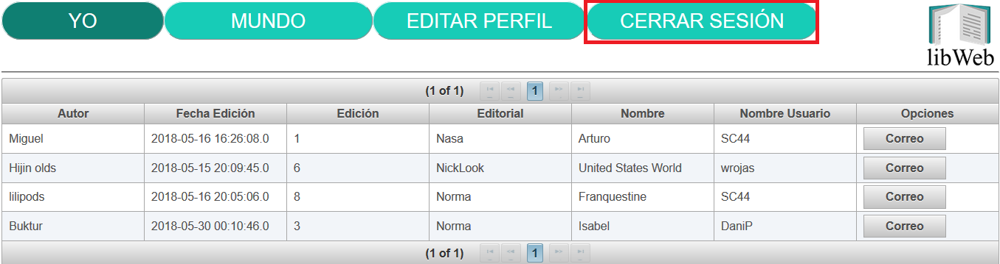 YO MUNDO EDITAR PERFIL CERRAR SESIÓN
libWeb
(1 of 1) 1
Autor Fecha Edición Edición Editorial Nombre Nombre Usuario Opciones
Miguel 2018-05-16 16:26:08.0 1 Nasa Arturo SC44 Correo
Hijin olds 2018-05-15 20:09:45.0 6 NickLook United States World wrojas Correo
lilipods 2018-05-16 20:05:06.0 8 Norma Franquestine SC44 Correo
Buktur 2018-05-30 00:10:46.0 3 Norma Isabel DaniP Correo
(1 of 1) 1